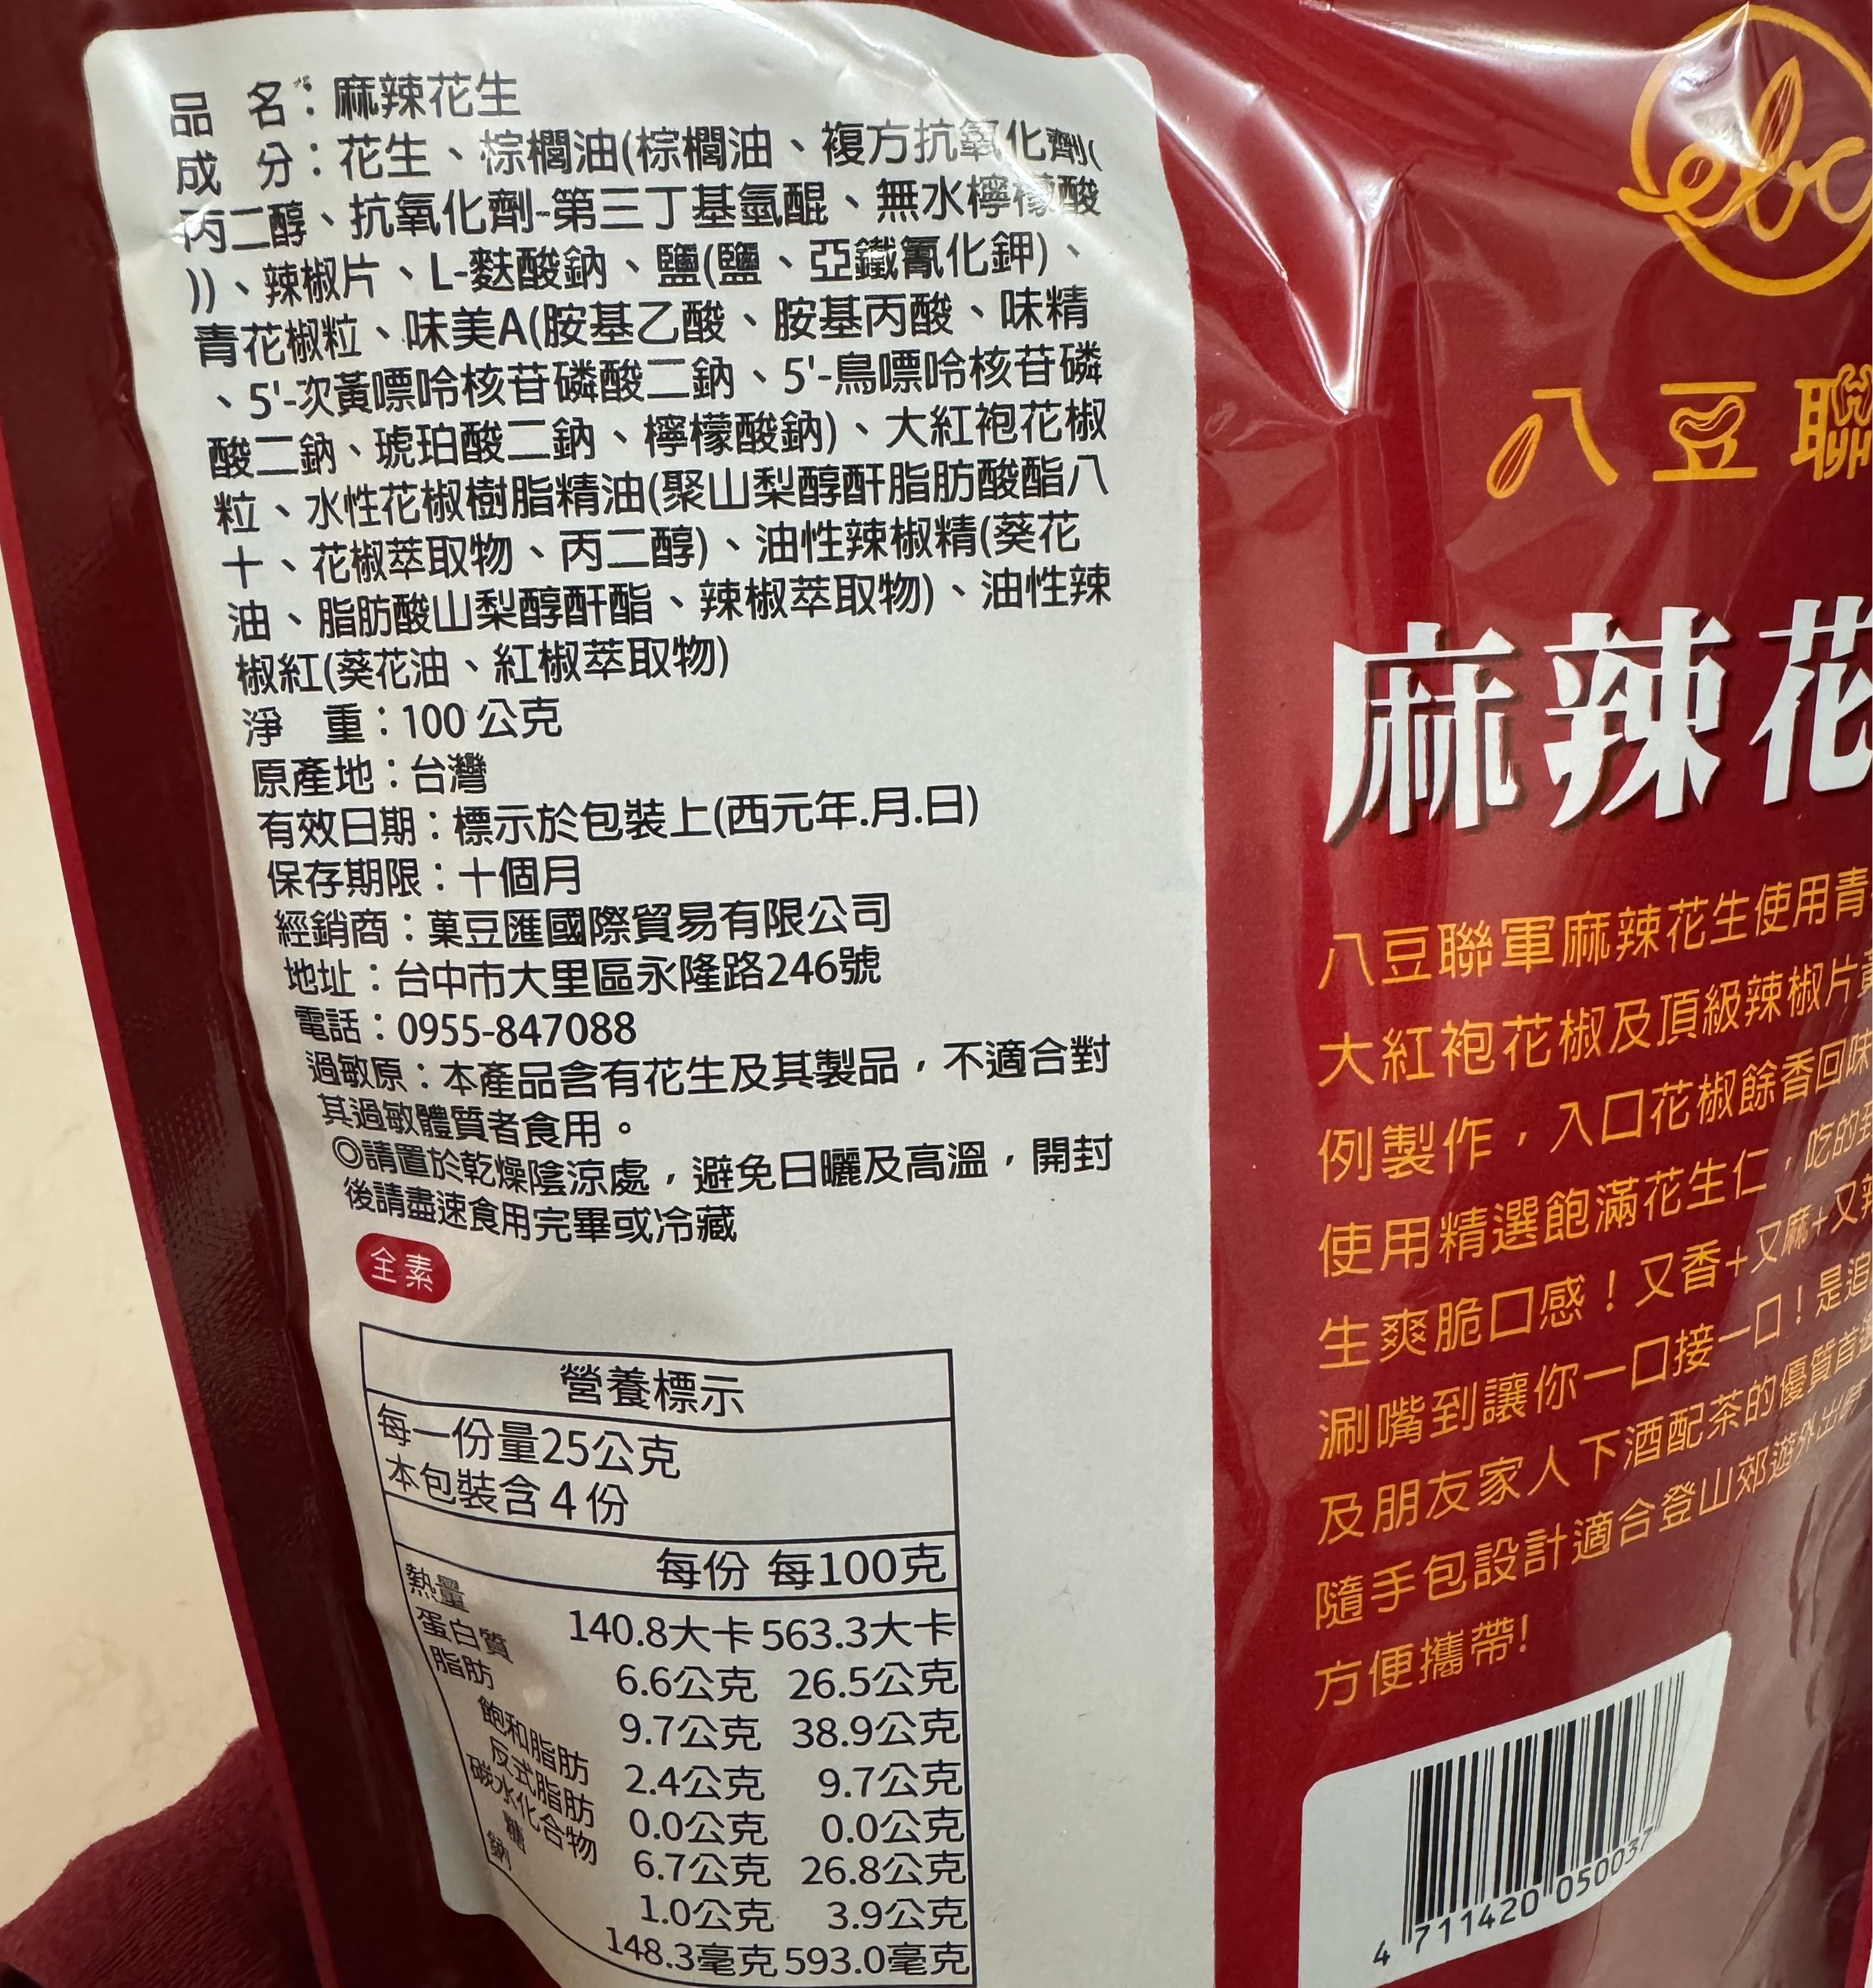 品 名：麻辣花生
成 分：花生、棕櫚油(棕櫚油、複方抗氧化劑(
丙二醇、抗氧化劑-第三丁基氫醌、無水檸檬酸
))、辣椒片、L-麩酸鈉、鹽(鹽、亞鐵氰化鉀)、
青花椒粒、味美A(胺基乙酸、胺基丙酸、味精
、5'-次黃嘌呤核苷磷酸二鈉、5'-鳥嘌呤核苷磷
酸二鈉、琥珀酸二鈉、檸檬酸鈉)、大紅袍花椒
粒、水性花椒樹脂精油(聚山梨醇酐脂肪酸酯八
十、花椒萃取物、丙二醇)、油性辣椒精(葵花
油、脂肪酸山梨醇酐酯、辣椒萃取物)、油性辣
椒紅(葵花油、紅椒萃取物)
淨 重：100 公克
原產地：台灣
有效日期：標示於包裝上(西元年.月.日)
保存期限：十個月
經銷商：菓豆匯國際貿易有限公司
地址：台中市大里區永隆路246號
電話：0955-847088
過敏原：本產品含有花生及其製品，不適合對
其過敏體質者食用。
◎請置於乾燥陰涼處，避免日曬及高溫，開封
後請盡速食用完畢或冷藏
全素
營養標示
每一份量25公克
本包裝含4份
每份 每100克
熱量 140.8大卡 563.3大卡
蛋白質 6.6公克 26.5公克
脂肪 9.7公克 38.9公克
飽和脂肪 2.4公克 9.7公克
反式脂肪 0.0公克 0.0公克
碳水化合物 6.7公克 26.8公克
糖 1.0公克 3.9公克
鈉 148.3毫克 593.0毫克
ebc
八豆聯
麻辣花
八豆聯軍麻辣花生使用青
大紅袍花椒及頂級辣椒片
例製作，入口花椒餘香回味
使用精選飽滿花生仁，吃的到
生爽脆口感！又香+又麻+又辣
涮嘴到讓你一口接一口！是追
及朋友家人下酒配茶的優質首選
隨手包設計適合登山郊遊外出
方便攜帶!
4 711420 050037